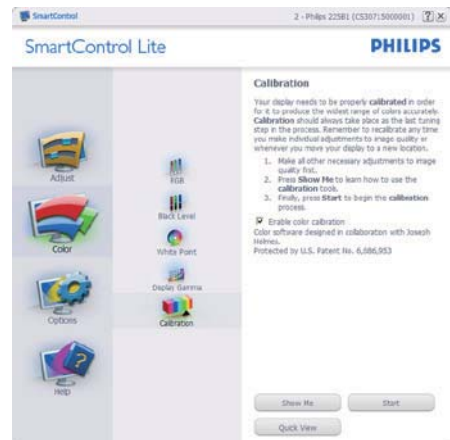 SmartControl
2 - Philips 225B1 (CS30715000001)
SmartControl Lite
PHILIPS
Adjust
Color
Options
Help
RGB
Black Level
White Point
Display Gamma
Calibration
Calibration
Your display needs to be properly calibrated in order
for it to produce the widest range of colors accurately.
Calibration should always take place as the last tuning
step in the process. Remember to recalibrate any time
you make individual adjustments to image quality or
whenever you move your display to a new location.
1. Make all other necessary adjustments to image
quality first.
2. Press Show Me to learn how to use the
calibration tools.
3. Finally, press Start to begin the calibration
process.
Enable color calibration
Color software designed in collaboration with Joseph
Holmes.
Protected by U.S. Patent No. 6,686,953
Show Me
Start
Quick View